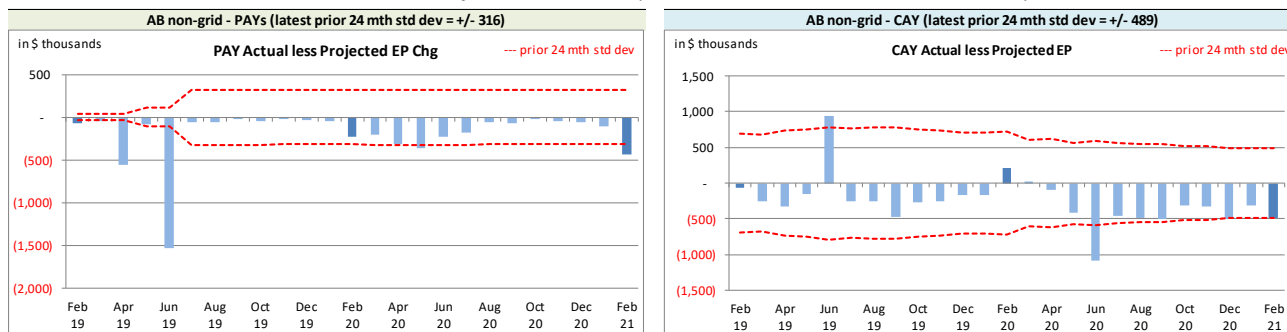 AB non-grid - PAYs (latest prior 24 mth std dev = +/- 316)
in $ thousands
PAY Actual less Projected EP Chg
--- prior 24 mth std dev
500
-
(500)
(1,000)
(1,500)
(2,000)
Feb Apr Jun Aug Oct Dec Feb Apr Jun Aug Oct Dec Feb
19 19 19 19 19 19 20 20 20 20 20 20 21
AB non-grid - CAY (latest prior 24 mth std dev = +/- 489)
in $ thousands
CAY Actual less Projected EP
--- prior 24 mth std dev
1,500
1,000
500
-
(500)
(1,000)
(1,500)
Feb Apr Jun Aug Oct Dec Feb Apr Jun Aug Oct Dec Feb
19 19 19 19 19 19 20 20 20 20 20 20 21